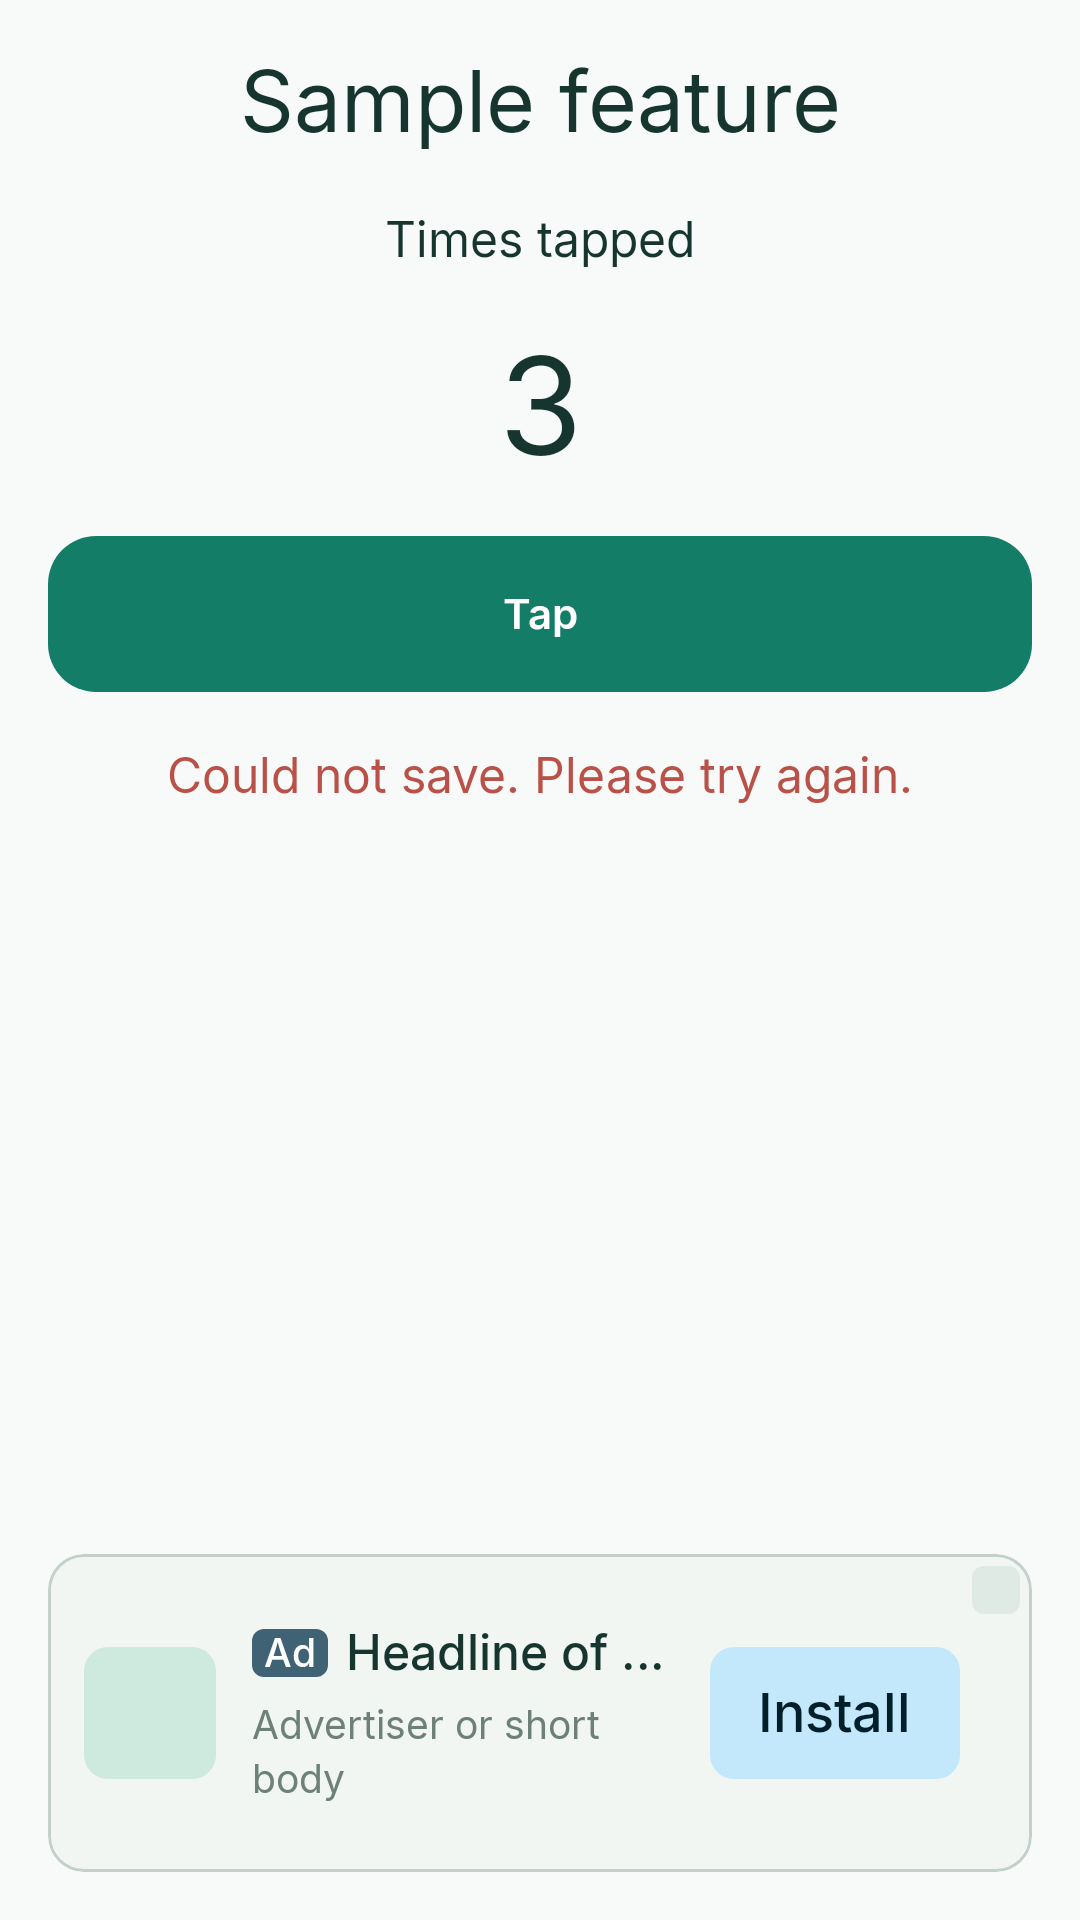 Sample feature
Times tapped
3
Tap
Could not save. Please try again.
Ad Headline of ...
Advertiser or short
body
Install